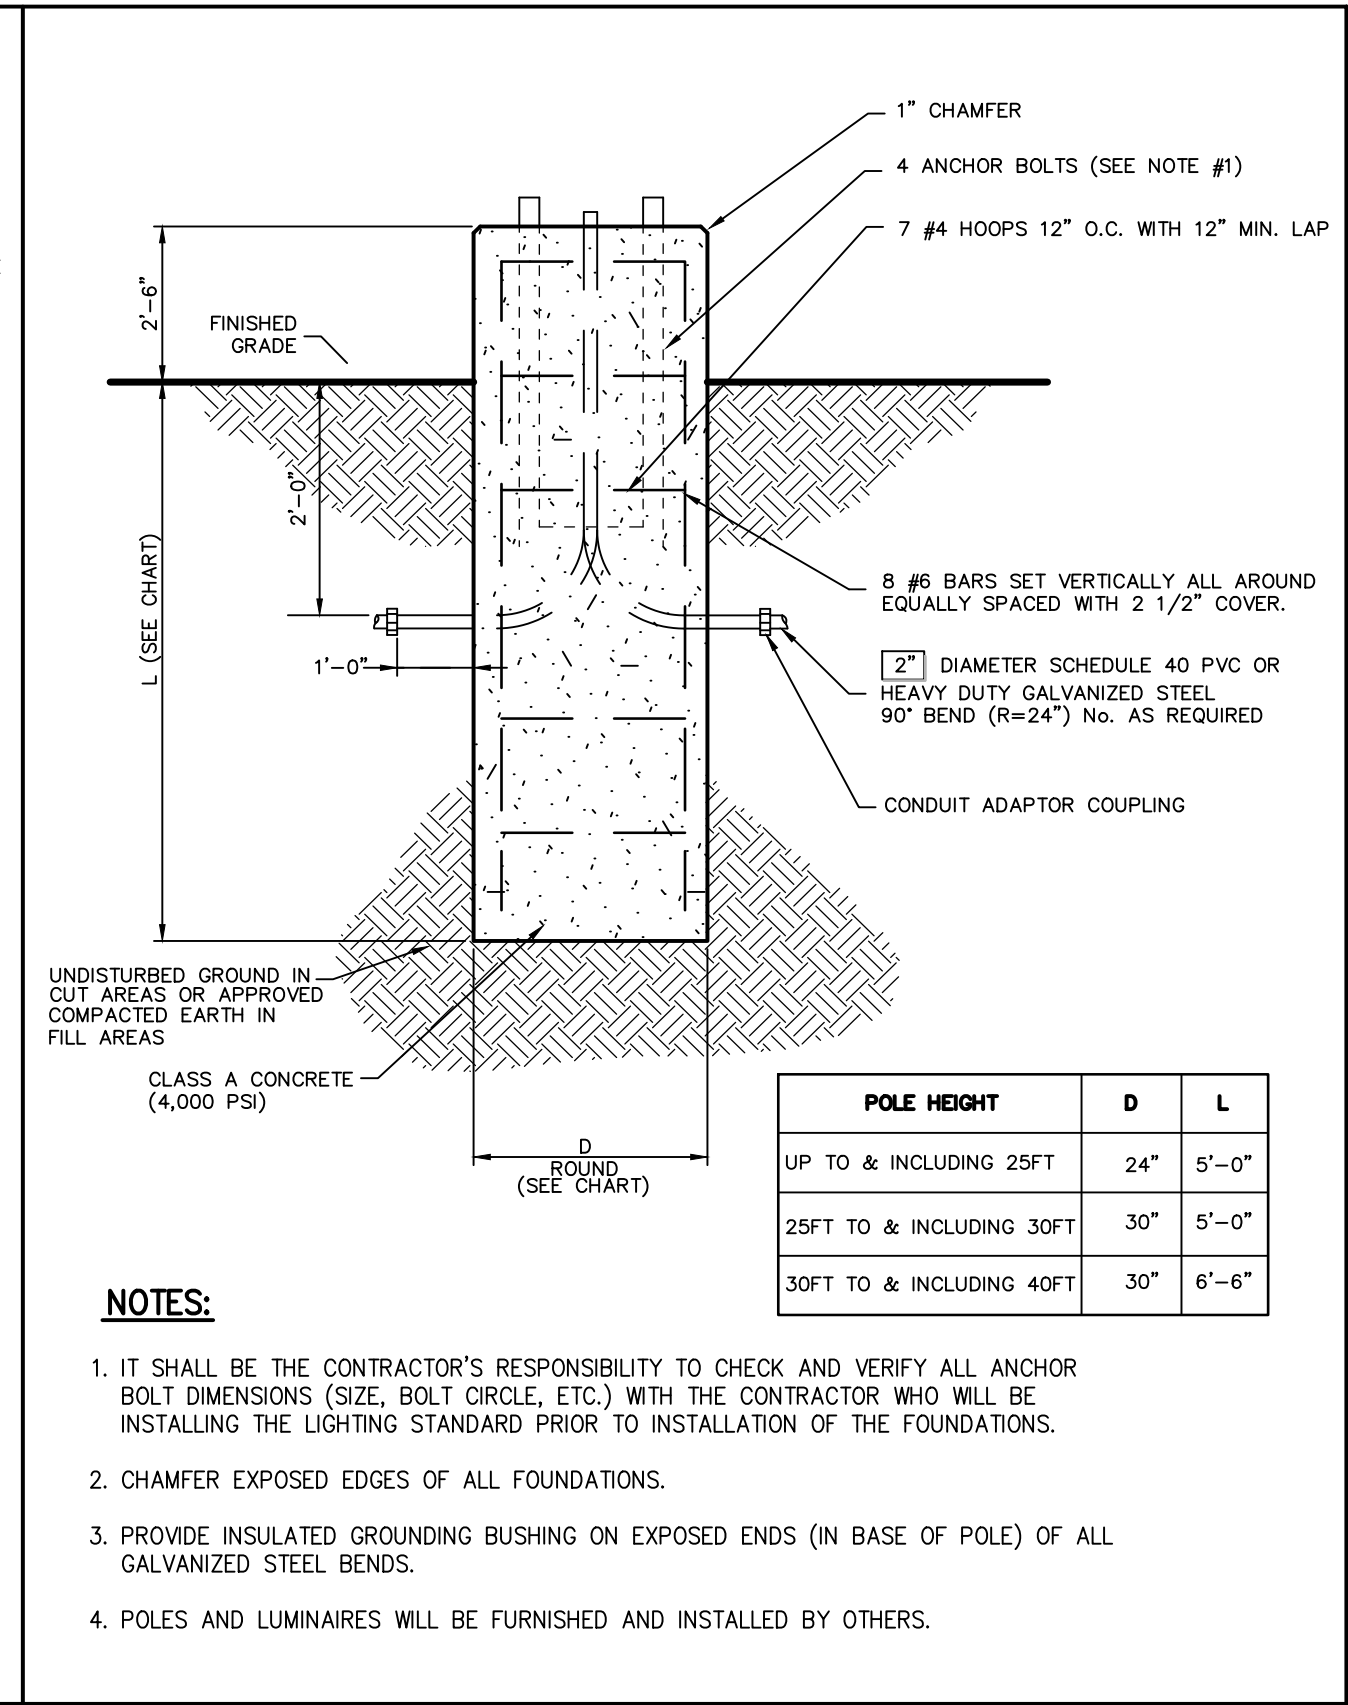 1” CHAMFER
4 ANCHOR BOLTS (SEE NOTE #1)
7 #4 HOOPS 12” O.C. WITH 12” MIN. LAP
2'-6"
FINISHED
GRADE
2'-0"
L (SEE CHART)
8 #6 BARS SET VERTICALLY ALL AROUND
EQUALLY SPACED WITH 2 1/2” COVER.
1'-0"
2” DIAMETER SCHEDULE 40 PVC OR
HEAVY DUTY GALVANIZED STEEL
90° BEND (R=24”) No. AS REQUIRED
CONDUIT ADAPTOR COUPLING
UNDISTURBED GROUND IN
CUT AREAS OR APPROVED
COMPACTED EARTH IN
FILL AREAS
CLASS A CONCRETE
(4,000 PSI)
D
ROUND
(SEE CHART)
POLE HEIGHT D L
UP TO & INCLUDING 25FT 24” 5'-0”
25FT TO & INCLUDING 30FT 30” 5'-0”
30FT TO & INCLUDING 40FT 30” 6'-6”
NOTES:
1. IT SHALL BE THE CONTRACTOR'S RESPONSIBILITY TO CHECK AND VERIFY ALL ANCHOR
BOLT DIMENSIONS (SIZE, BOLT CIRCLE, ETC.) WITH THE CONTRACTOR WHO WILL BE
INSTALLING THE LIGHTING STANDARD PRIOR TO INSTALLATION OF THE FOUNDATIONS.
2. CHAMFER EXPOSED EDGES OF ALL FOUNDATIONS.
3. PROVIDE INSULATED GROUNDING BUSHING ON EXPOSED ENDS (IN BASE OF POLE) OF ALL
GALVANIZED STEEL BENDS.
4. POLES AND LUMINAIRES WILL BE FURNISHED AND INSTALLED BY OTHERS.